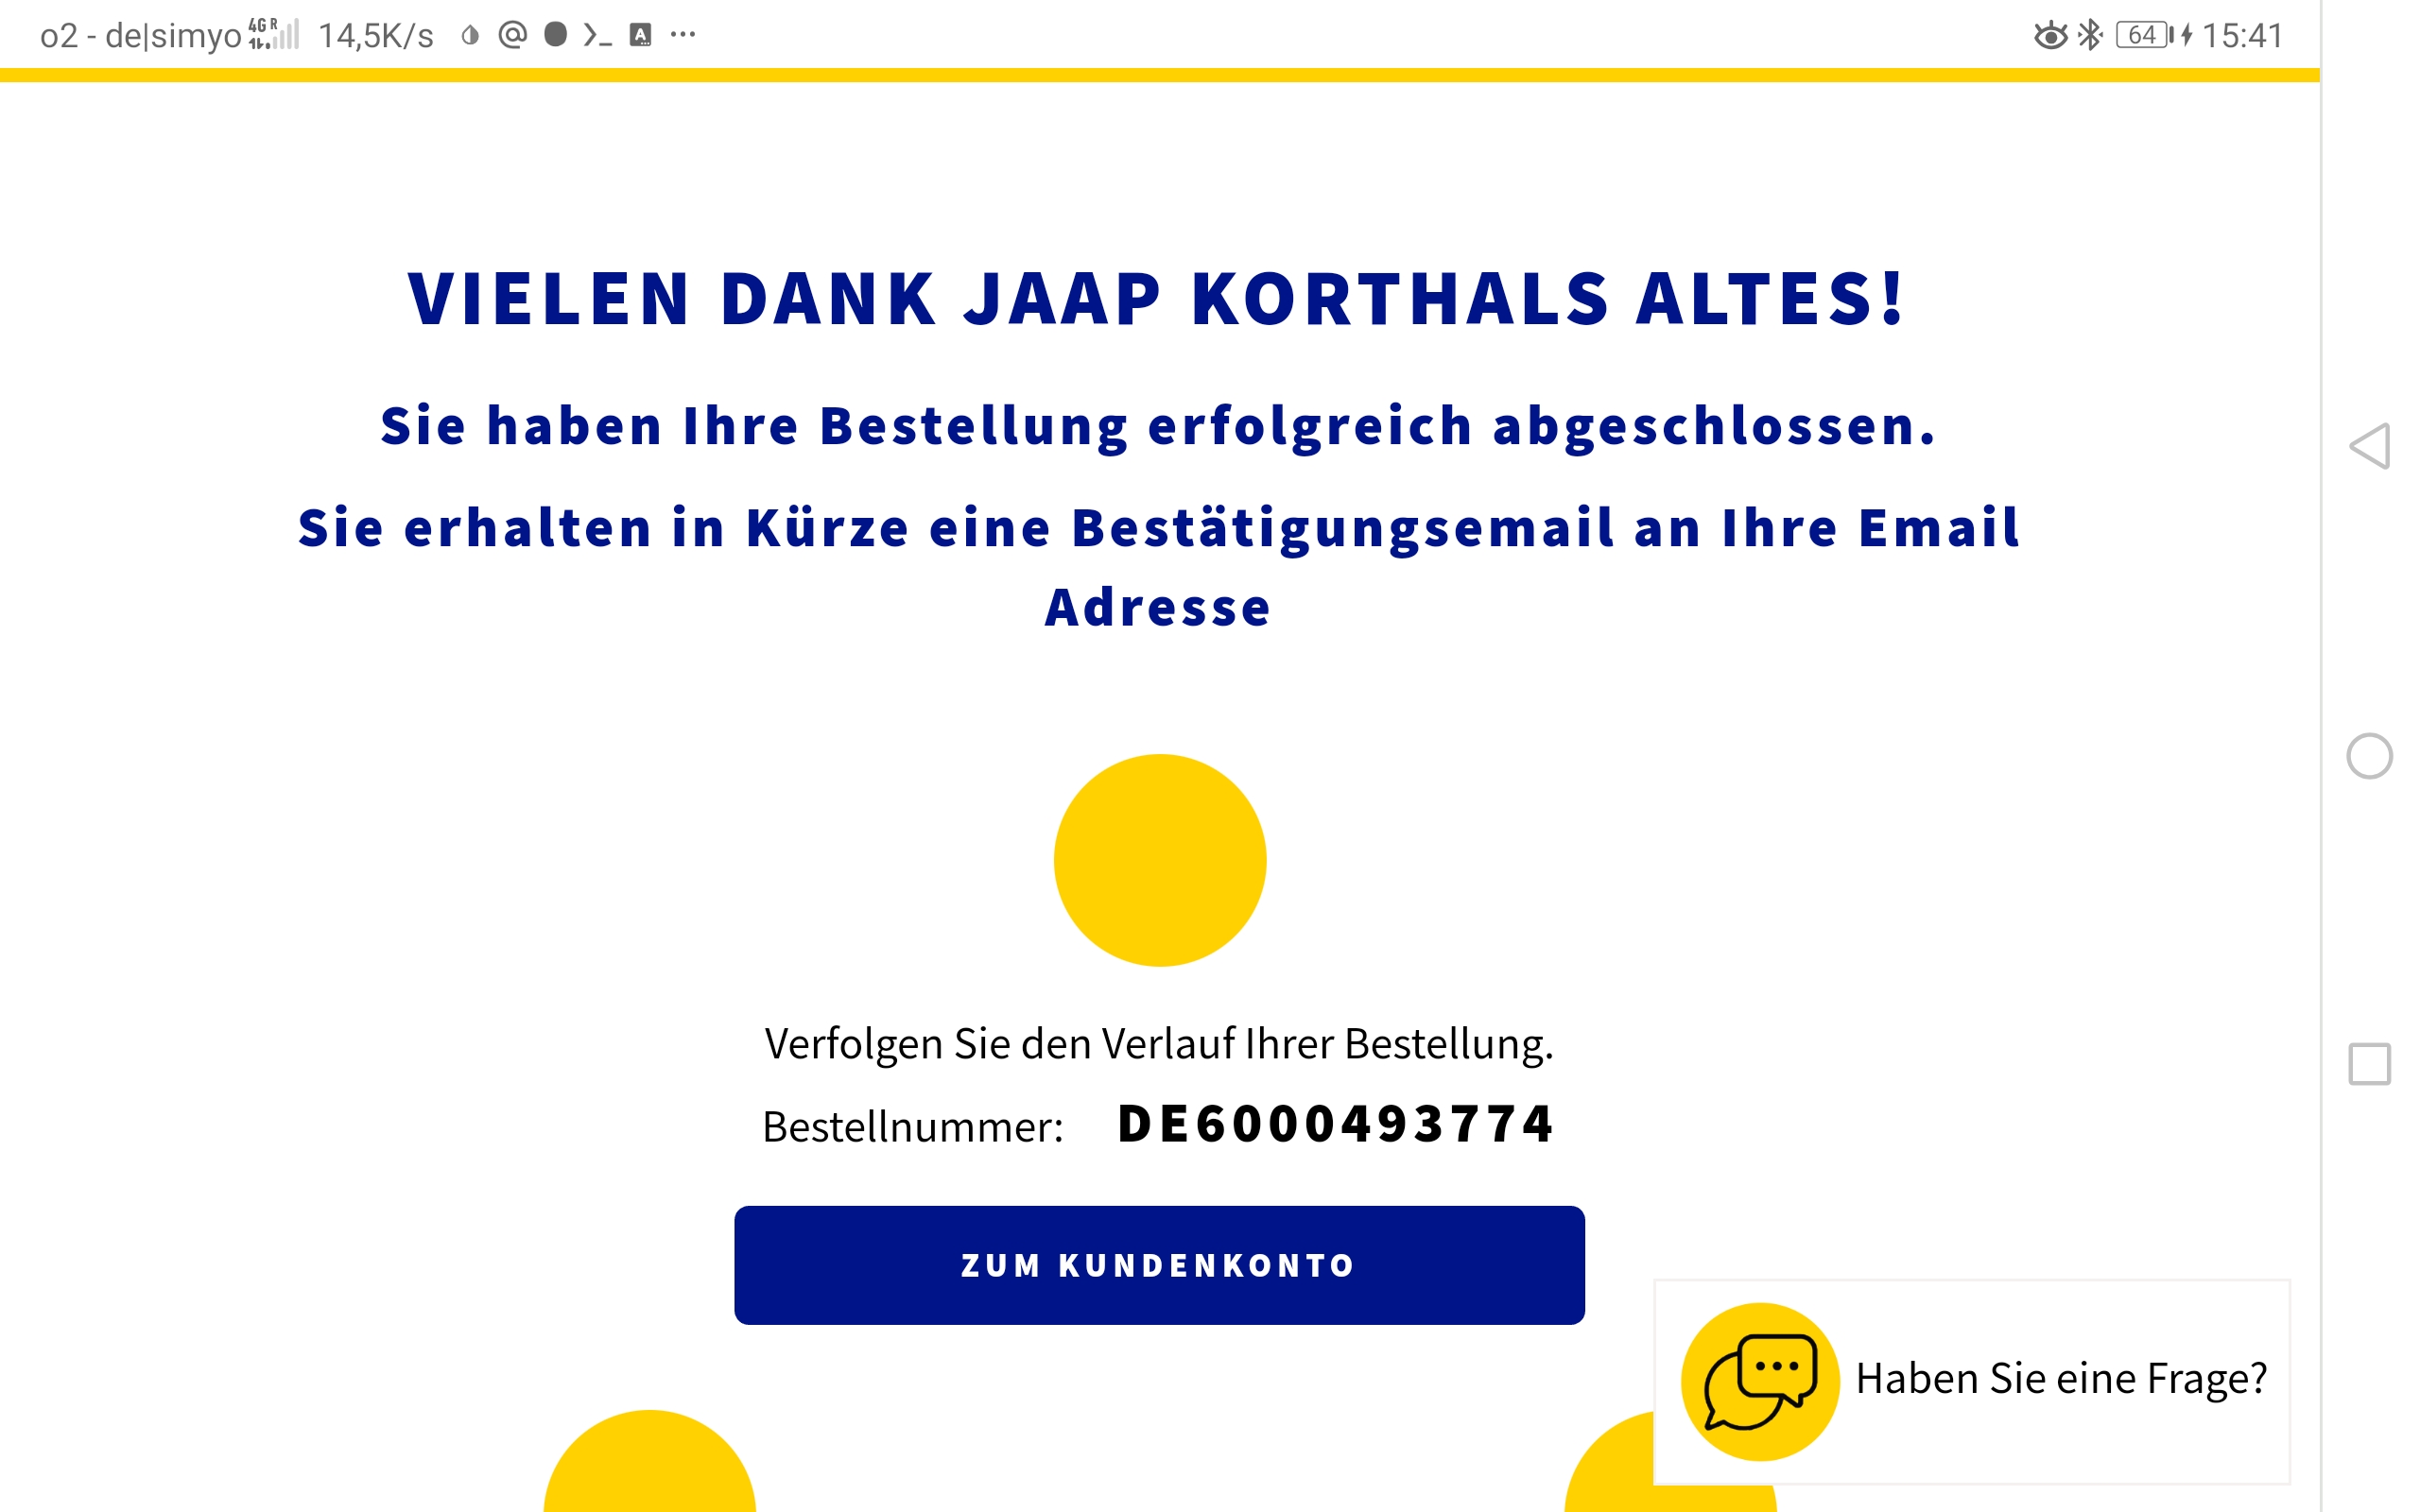 o2 - de|simyo 4G R 14,5K/s 64 15:41
VIELEN DANK JAAP KORTHALS ALTES!
Sie haben Ihre Bestellung erfolgreich abgeschlossen.
Sie erhalten in Kürze eine Bestätigungsemail an Ihre Email
Adresse
Verfolgen Sie den Verlauf Ihrer Bestellung.
Bestellnummer: DE6000493774
ZUM KUNDENKONTO
Haben Sie eine Frage?